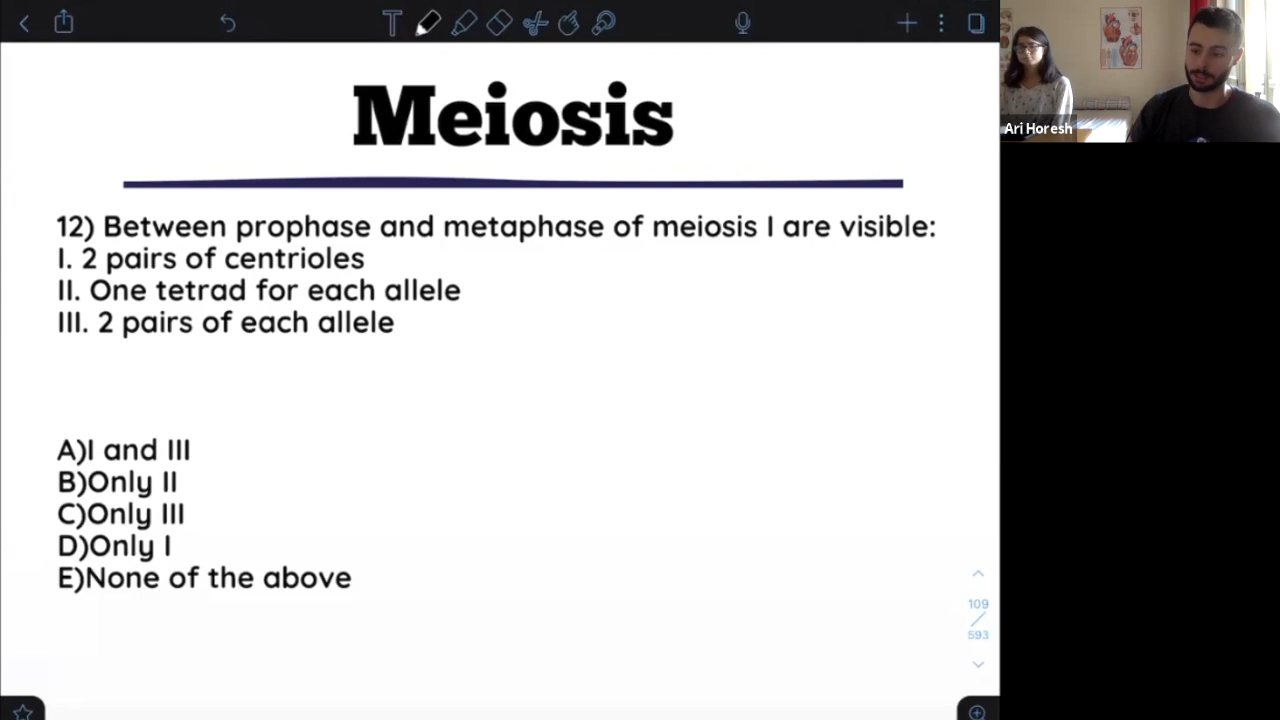 Meiosis
12) Between prophase and metaphase of meiosis I are visible:
I. 2 pairs of centrioles
II. One tetrad for each allele
III. 2 pairs of each allele
A)I and III
B)Only II
C)Only III
D)Only I
E)None of the above
109
593
Ari Horesh